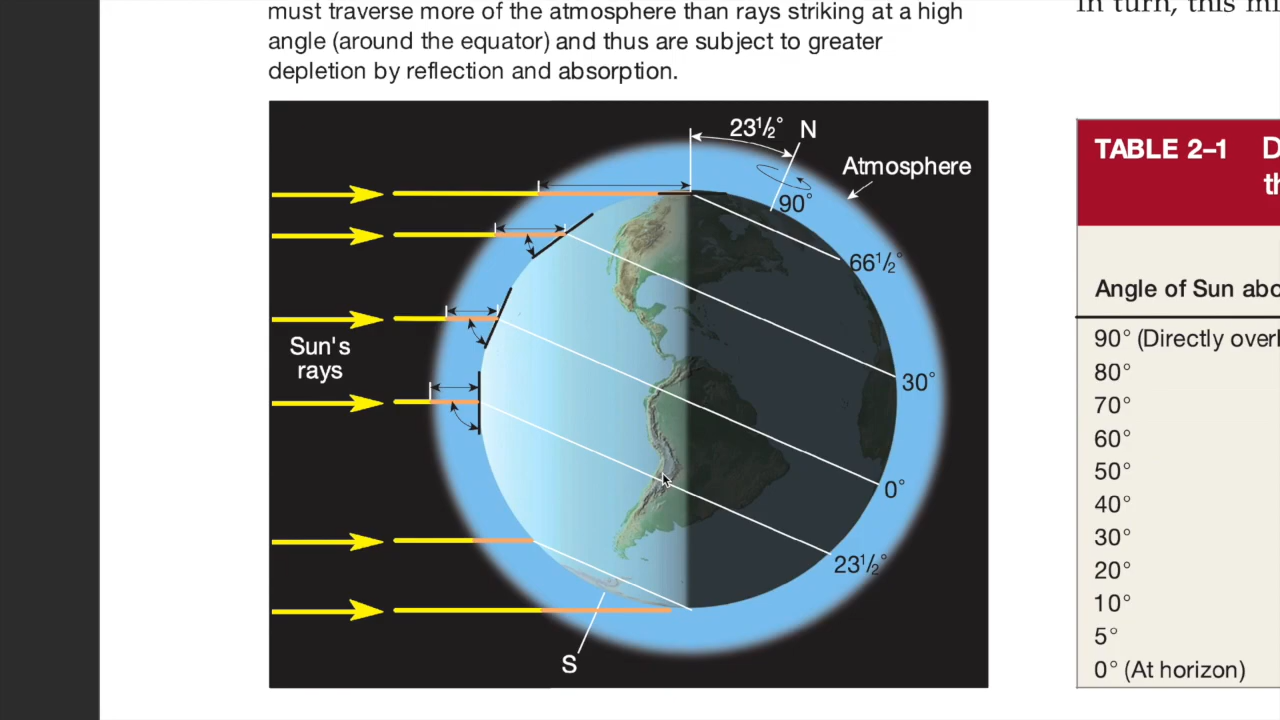 must traverse more of the atmosphere than rays striking at a high
angle (around the equator) and thus are subject to greater
depletion by reflection and absorption.
23½° N
Atmosphere
90°
66½°
Sun's
rays
30°
0°
23½°
S
in turn, this
TABLE 2–1
Angle of Sun
90° (Directly
80°
70°
60°
50°
40°
30°
20°
10°
5°
0° (At horizon)